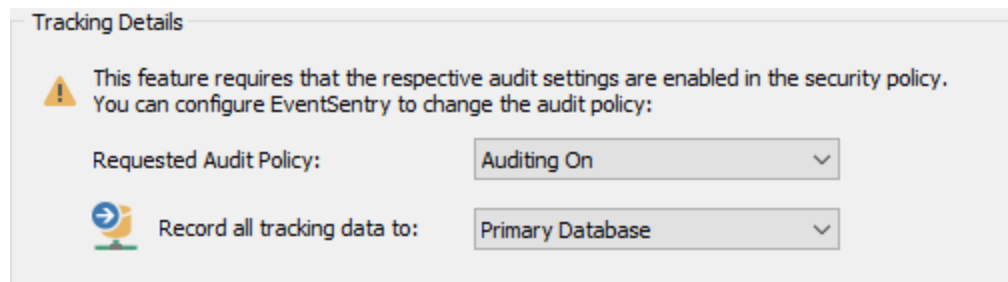 Tracking Details
This feature requires that the respective audit settings are enabled in the security policy.
You can configure EventSentry to change the audit policy:
Requested Audit Policy: Auditing On
Record all tracking data to: Primary Database